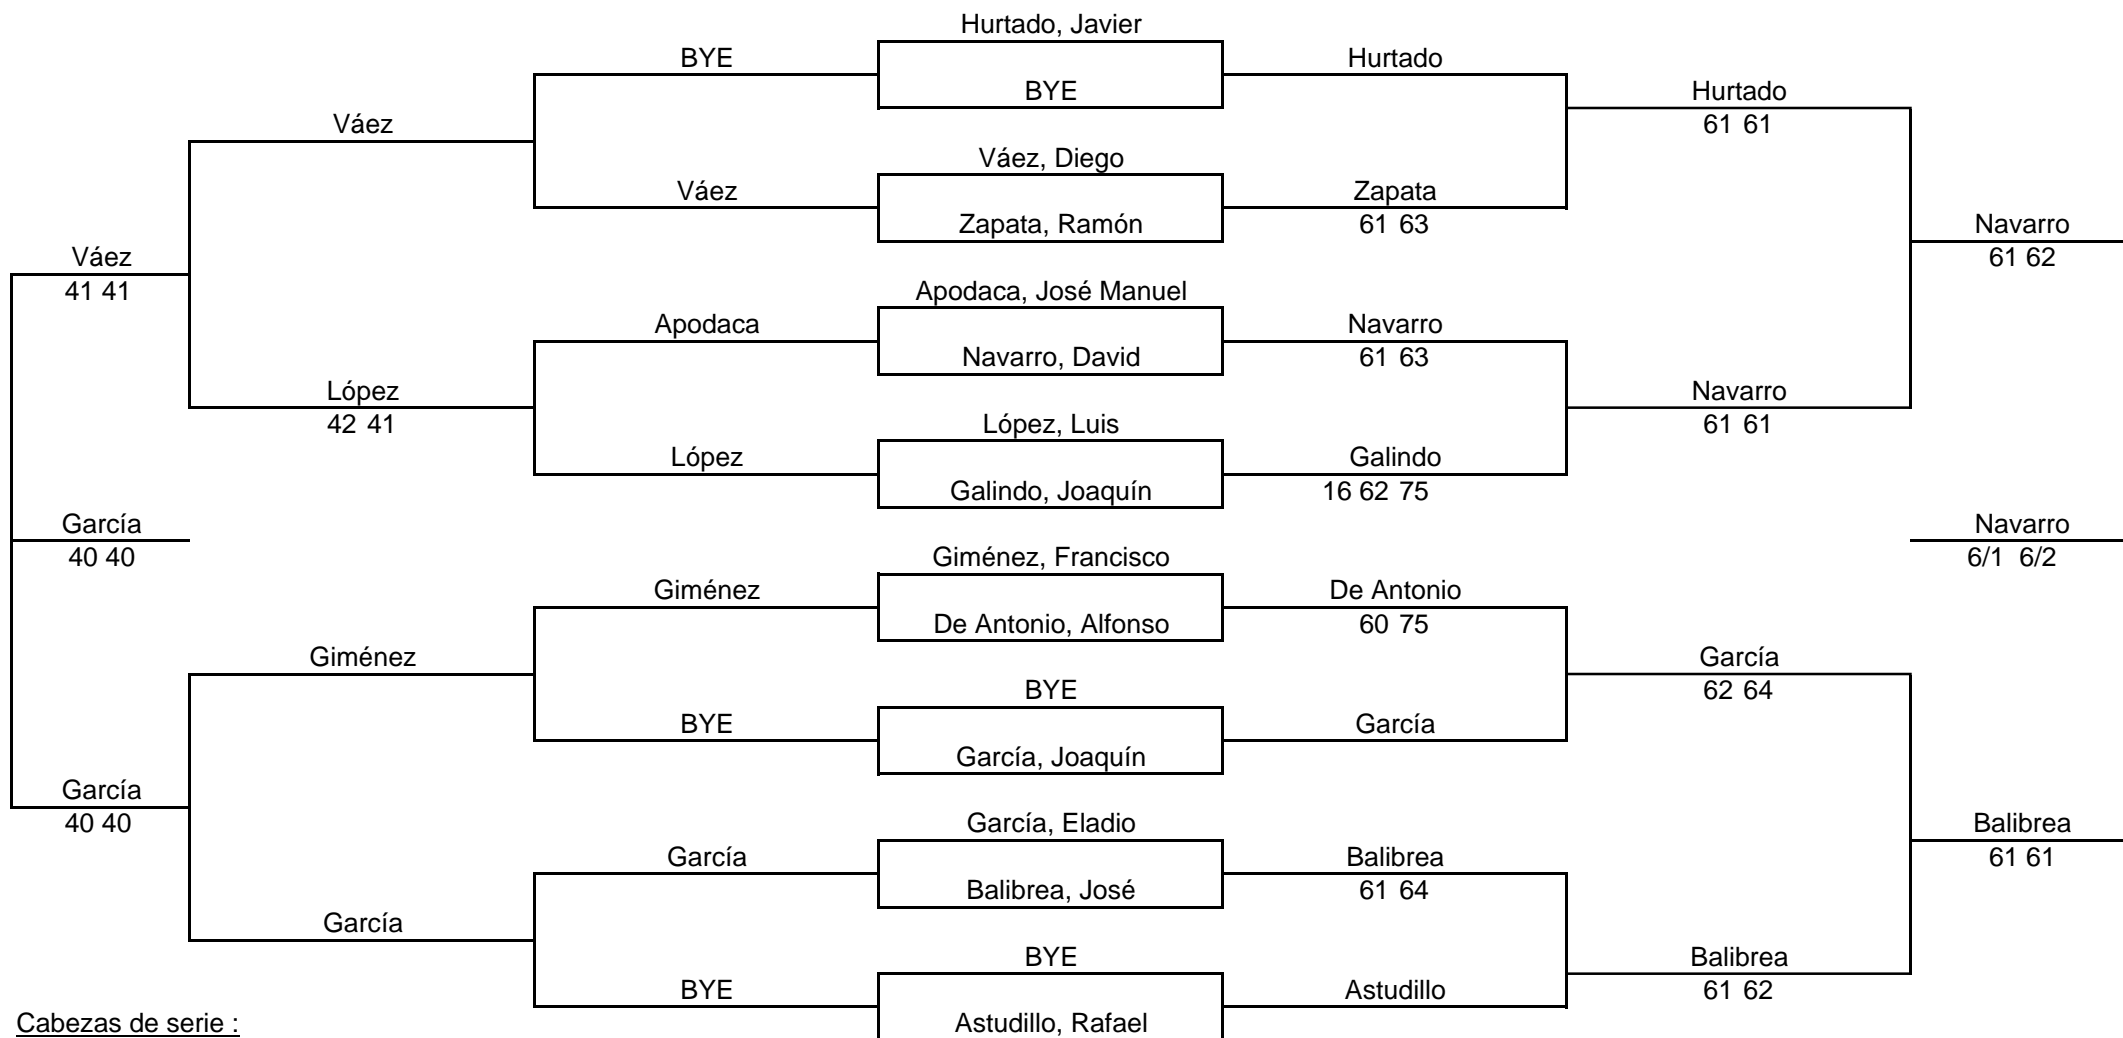 Hurtado, Javier
BYE Hurtado
BYE Hurtado
Váez 61 61
Váez, Diego
Váez Zapata
Zapata, Ramón 61 63 Navarro
Váez 61 62
41 41 Apodaca, José Manuel
Apodaca Navarro
Navarro, David 61 63
López Navarro
42 41 López, Luis 61 61
López Galindo
Galindo, Joaquín 16 62 75
García Navarro
40 40 Giménez, Francisco 6/1 6/2
Giménez De Antonio
De Antonio, Alfonso 60 75
Giménez García
BYE 62 64
BYE García
García, Joaquín
García
40 40 García, Eladio Balibrea
García Balibrea 61 61
Balibrea, José 61 64
García
BYE Balibrea
BYE Astudillo 61 62
Cabezas de serie : Astudillo, Rafael